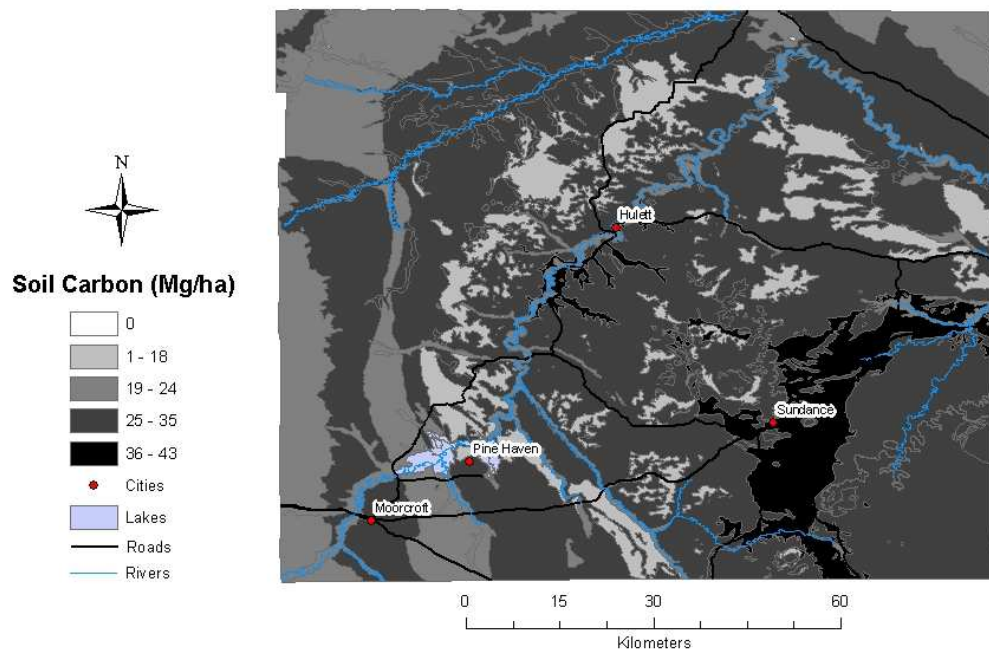 N
Soil Carbon (Mg/ha)
0
1 - 18
19 - 24
25 - 35
36 - 43
Cities
Lakes
Roads
Rivers
Hulett
Sundance
Pine Haven
Moorcroft
0 15 30 60
Kilometers